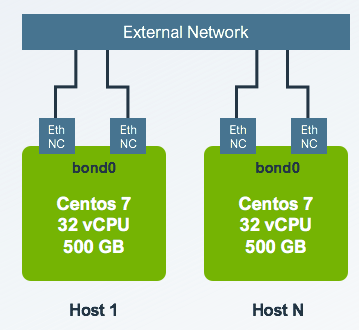 External Network
Eth
NC
Eth
NC
Eth
NC
Eth
NC
bond0
bond0
Centos 7
32 vCPU
500 GB
Centos 7
32 vCPU
500 GB
Host 1
Host N